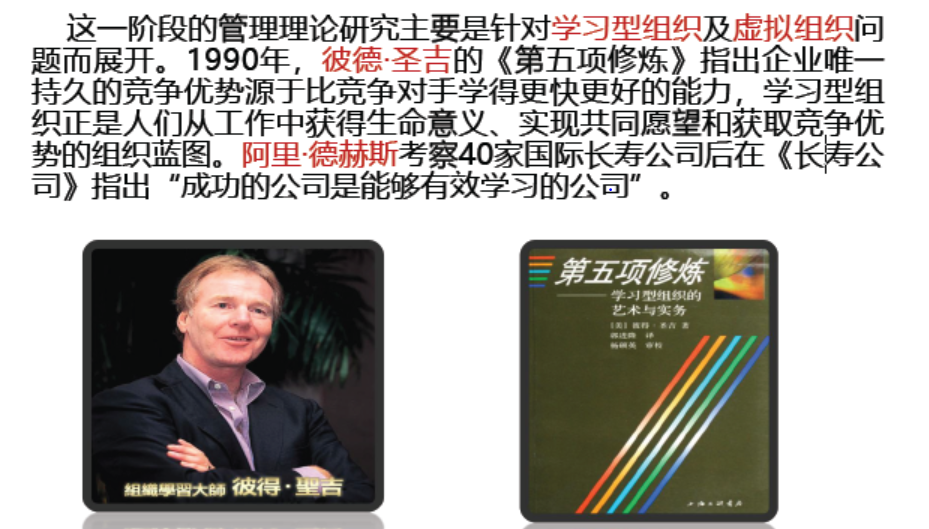 这一阶段的管理理论研究主要是针对学习型组织及虚拟组织问
题而展开。1990年，彼德·圣吉的《第五项修炼》指出企业唯一
持久的竞争优势源于比竞争对手学得更快更好的能力，学习型组
织正是人们从工作中获得生命意义、实现共同愿望和获取竞争优
势的组织蓝图。阿里·德赫斯考察40家国际长寿公司后在《长寿公
司》指出“成功的公司是能够有效学习的公司”。
組織學習大師 彼得·聖吉
第五项修炼
——学习型组织的
艺术与实务
［美］彼得·圣吉 著
郭进隆 译
杨硕英 审校
上海三联书店